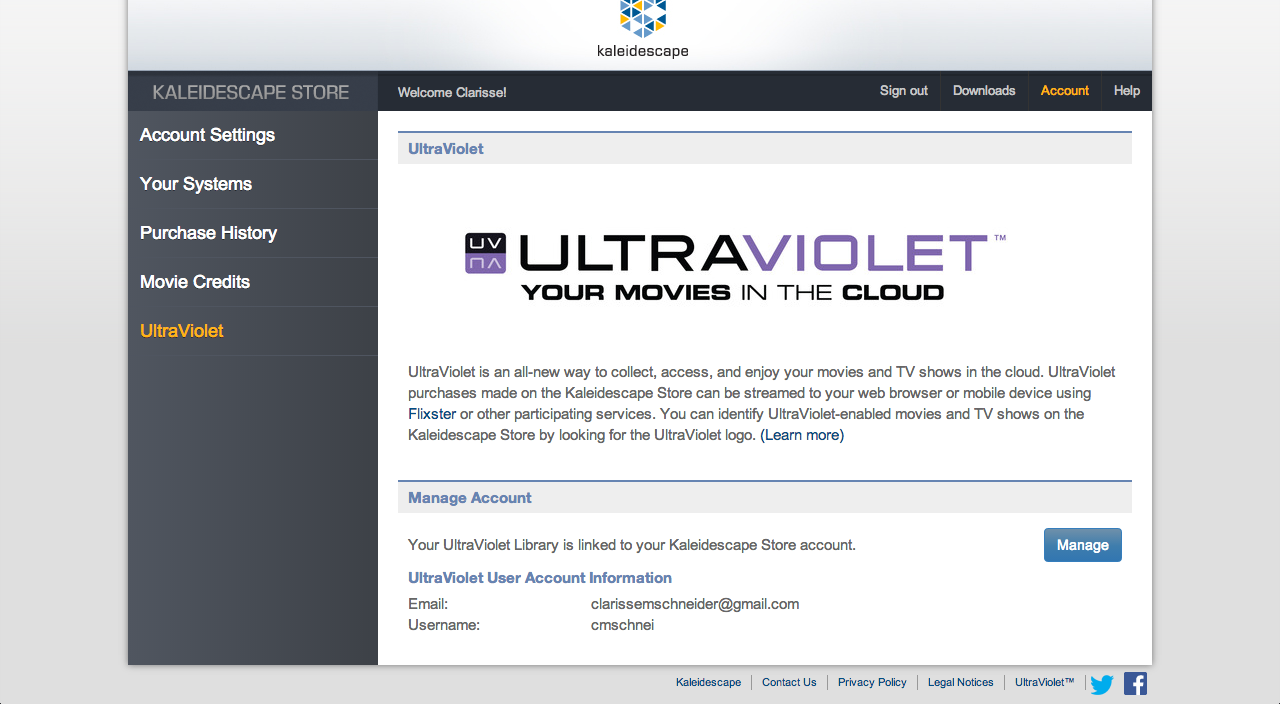 kaleidescape
KALEIDESCAPE STORE
Welcome Clarisse!
Sign out
Downloads
Account
Help
Account Settings
Your Systems
Purchase History
Movie Credits
UltraViolet
UltraViolet
UV
UV
ULTRAVIOLET™
YOUR MOVIES IN THE CLOUD
UltraViolet is an all-new way to collect, access, and enjoy your movies and TV shows in the cloud. UltraViolet
purchases made on the Kaleidescape Store can be streamed to your web browser or mobile device using
Flixster or other participating services. You can identify UltraViolet-enabled movies and TV shows on the
Kaleidescape Store by looking for the UltraViolet logo. (Learn more)
Manage Account
Your UltraViolet Library is linked to your Kaleidescape Store account.
Manage
UltraViolet User Account Information
Email: clarissemschneider@gmail.com
Username: cmschnei
Kaleidescape
Contact Us
Privacy Policy
Legal Notices
UltraViolet™